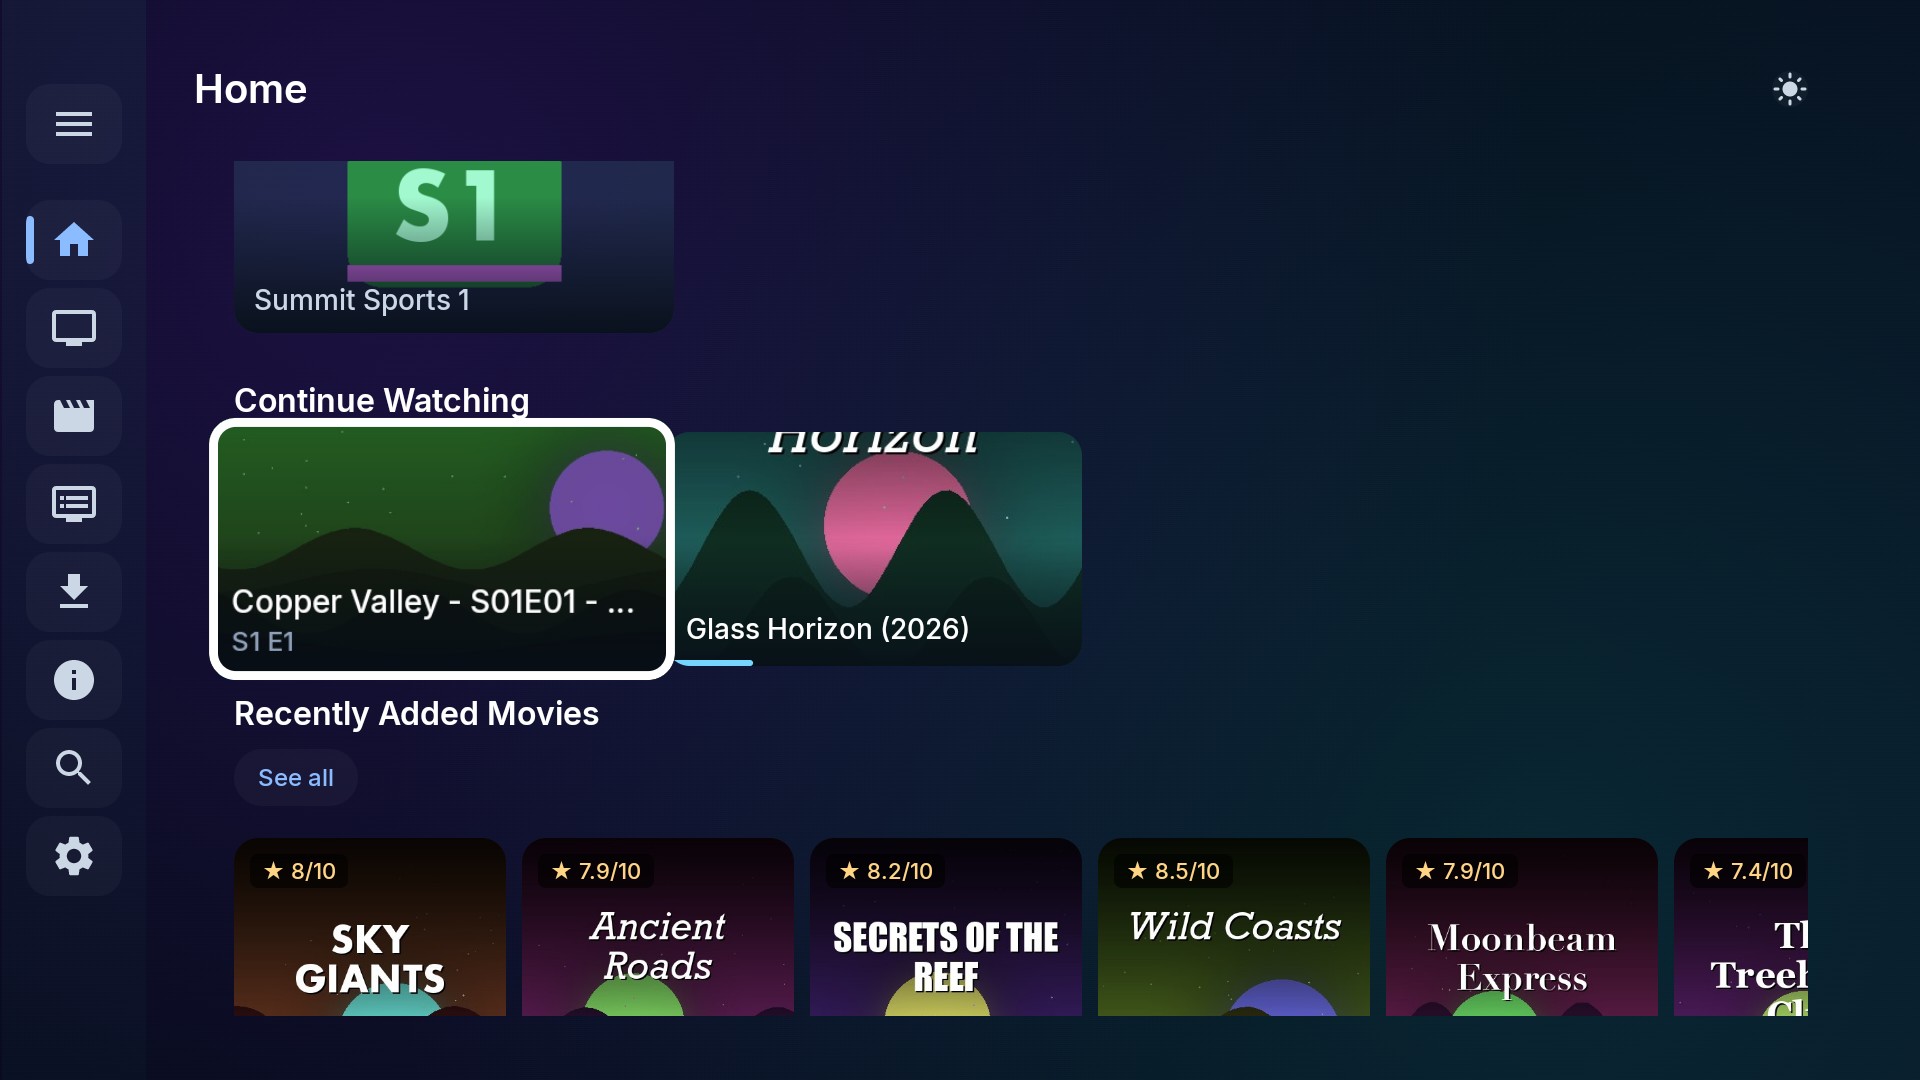 Home
S1
Summit Sports 1
Continue Watching
Copper Valley - S01E01 - ...
S1 E1
Horizon
Glass Horizon (2026)
Recently Added Movies
See all
★ 8/10
SKY
GIANTS
★ 7.9/10
Ancient
Roads
★ 8.2/10
SECRETS OF THE
REEF
★ 8.5/10
Wild Coasts
★ 7.9/10
Moonbeam
Express
★ 7.4/10